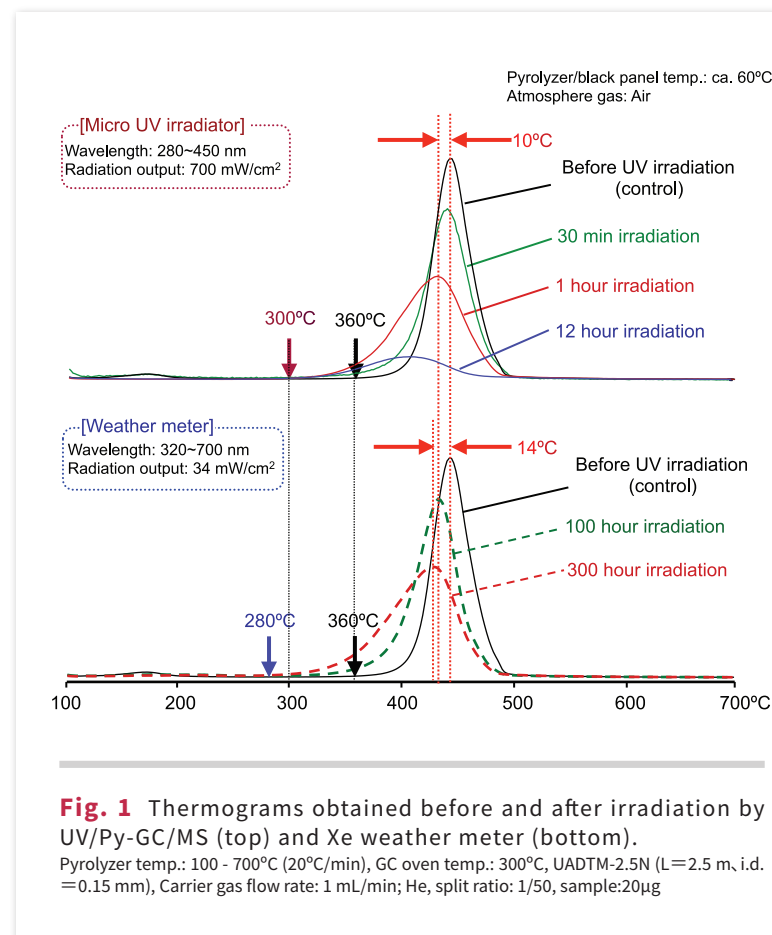 Pyrolyzer/black panel temp.: ca. 60ºC
Atmosphere gas: Air
[Micro UV irradiator]
Wavelength: 280~450 nm
Radiation output: 700 mW/cm²
10ºC
Before UV irradiation
(control)
30 min irradiation
1 hour irradiation
12 hour irradiation
300ºC
360ºC
[Weather meter]
Wavelength: 320~700 nm
Radiation output: 34 mW/cm²
14ºC
Before UV irradiation
(control)
100 hour irradiation
300 hour irradiation
280ºC
360ºC
100 200 300 400 500 600 700ºC
Fig. 1 Thermograms obtained before and after irradiation by
UV/Py-GC/MS (top) and Xe weather meter (bottom).
Pyrolyzer temp.: 100 - 700ºC (20ºC/min), GC oven temp.: 300ºC, UADTM-2.5N (L＝2.5 m、i.d.
＝0.15 mm), Carrier gas flow rate: 1 mL/min; He, split ratio: 1/50, sample:20μg